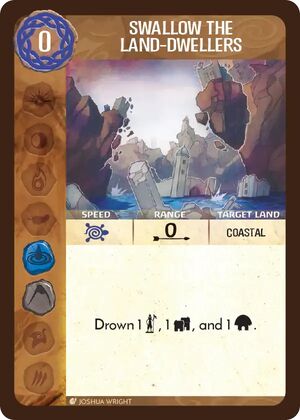 0
SWALLOW THE
LAND-DWELLERS
SPEED RANGE TARGET LAND
0 COASTAL
Drown 1, 1, and 1.
JOSHUA WRIGHT